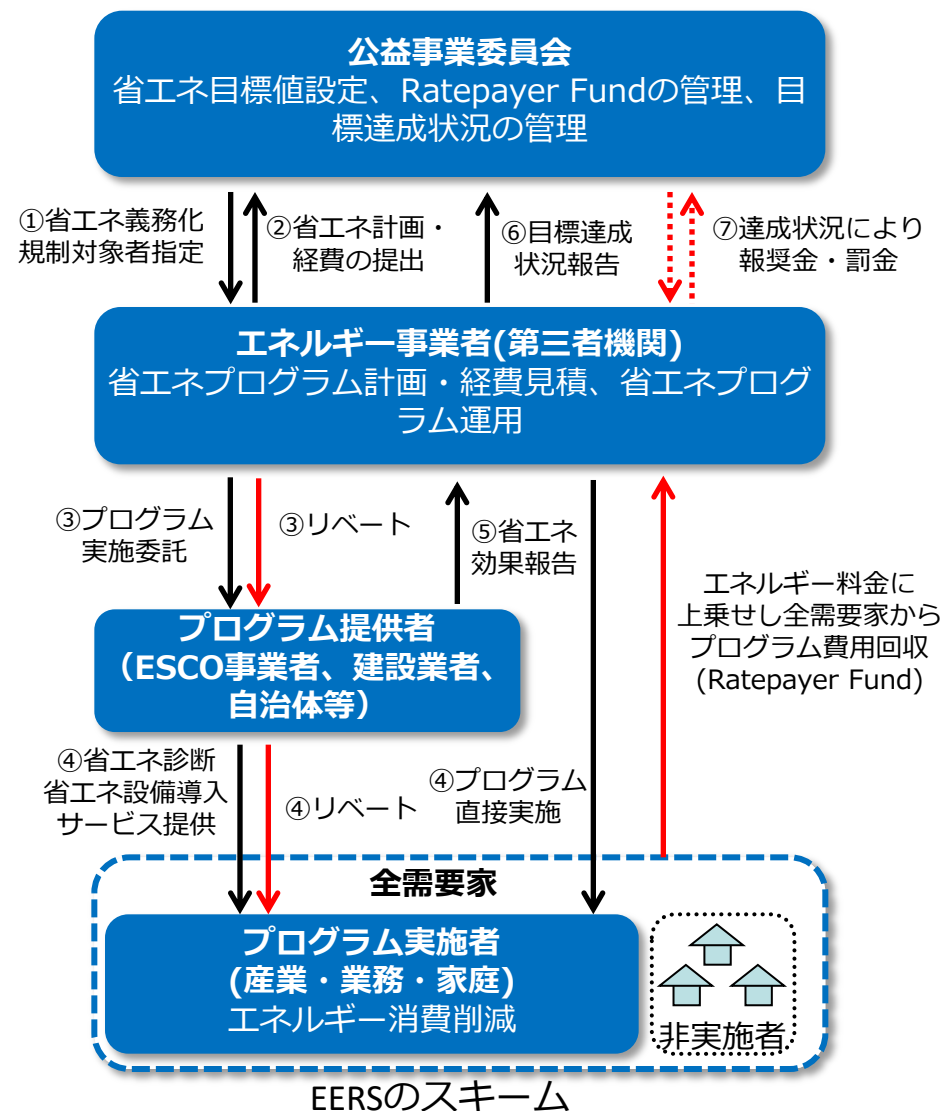 公益事業委員会
省エネ目標値設定、Ratepayer Fundの管理、目
標達成状況の管理
①省エネ義務化
規制対象者指定
②省エネ計画・
経費の提出
⑥目標達成
状況報告
⑦達成状況により
報奨金・罰金
エネルギー事業者(第三者機関)
省エネプログラム計画・経費見積、省エネプログ
ラム運用
③プログラム
実施委託
③リベート
⑤省エネ
効果報告
エネルギー料金に
上乗せし全需要家から
プログラム費用回収
(Ratepayer Fund)
プログラム提供者
（ESCO事業者、建設業者、
自治体等）
④省エネ診断
省エネ設備導入
サービス提供
④リベート
④プログラム
直接実施
全需要家
プログラム実施者
(産業・業務・家庭)
エネルギー消費削減
非実施者
EERSのスキーム